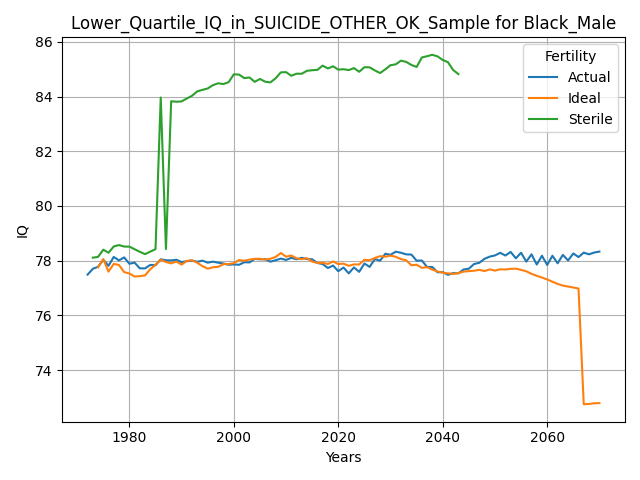 Lower_Quartile_IQ_in_SUICIDE_OTHER_OK_Sample for Black_Male
86
84
82
80
78
76
74
IQ
Fertility
Actual
Ideal
Sterile
1980
2000
2020
2040
2060
Years